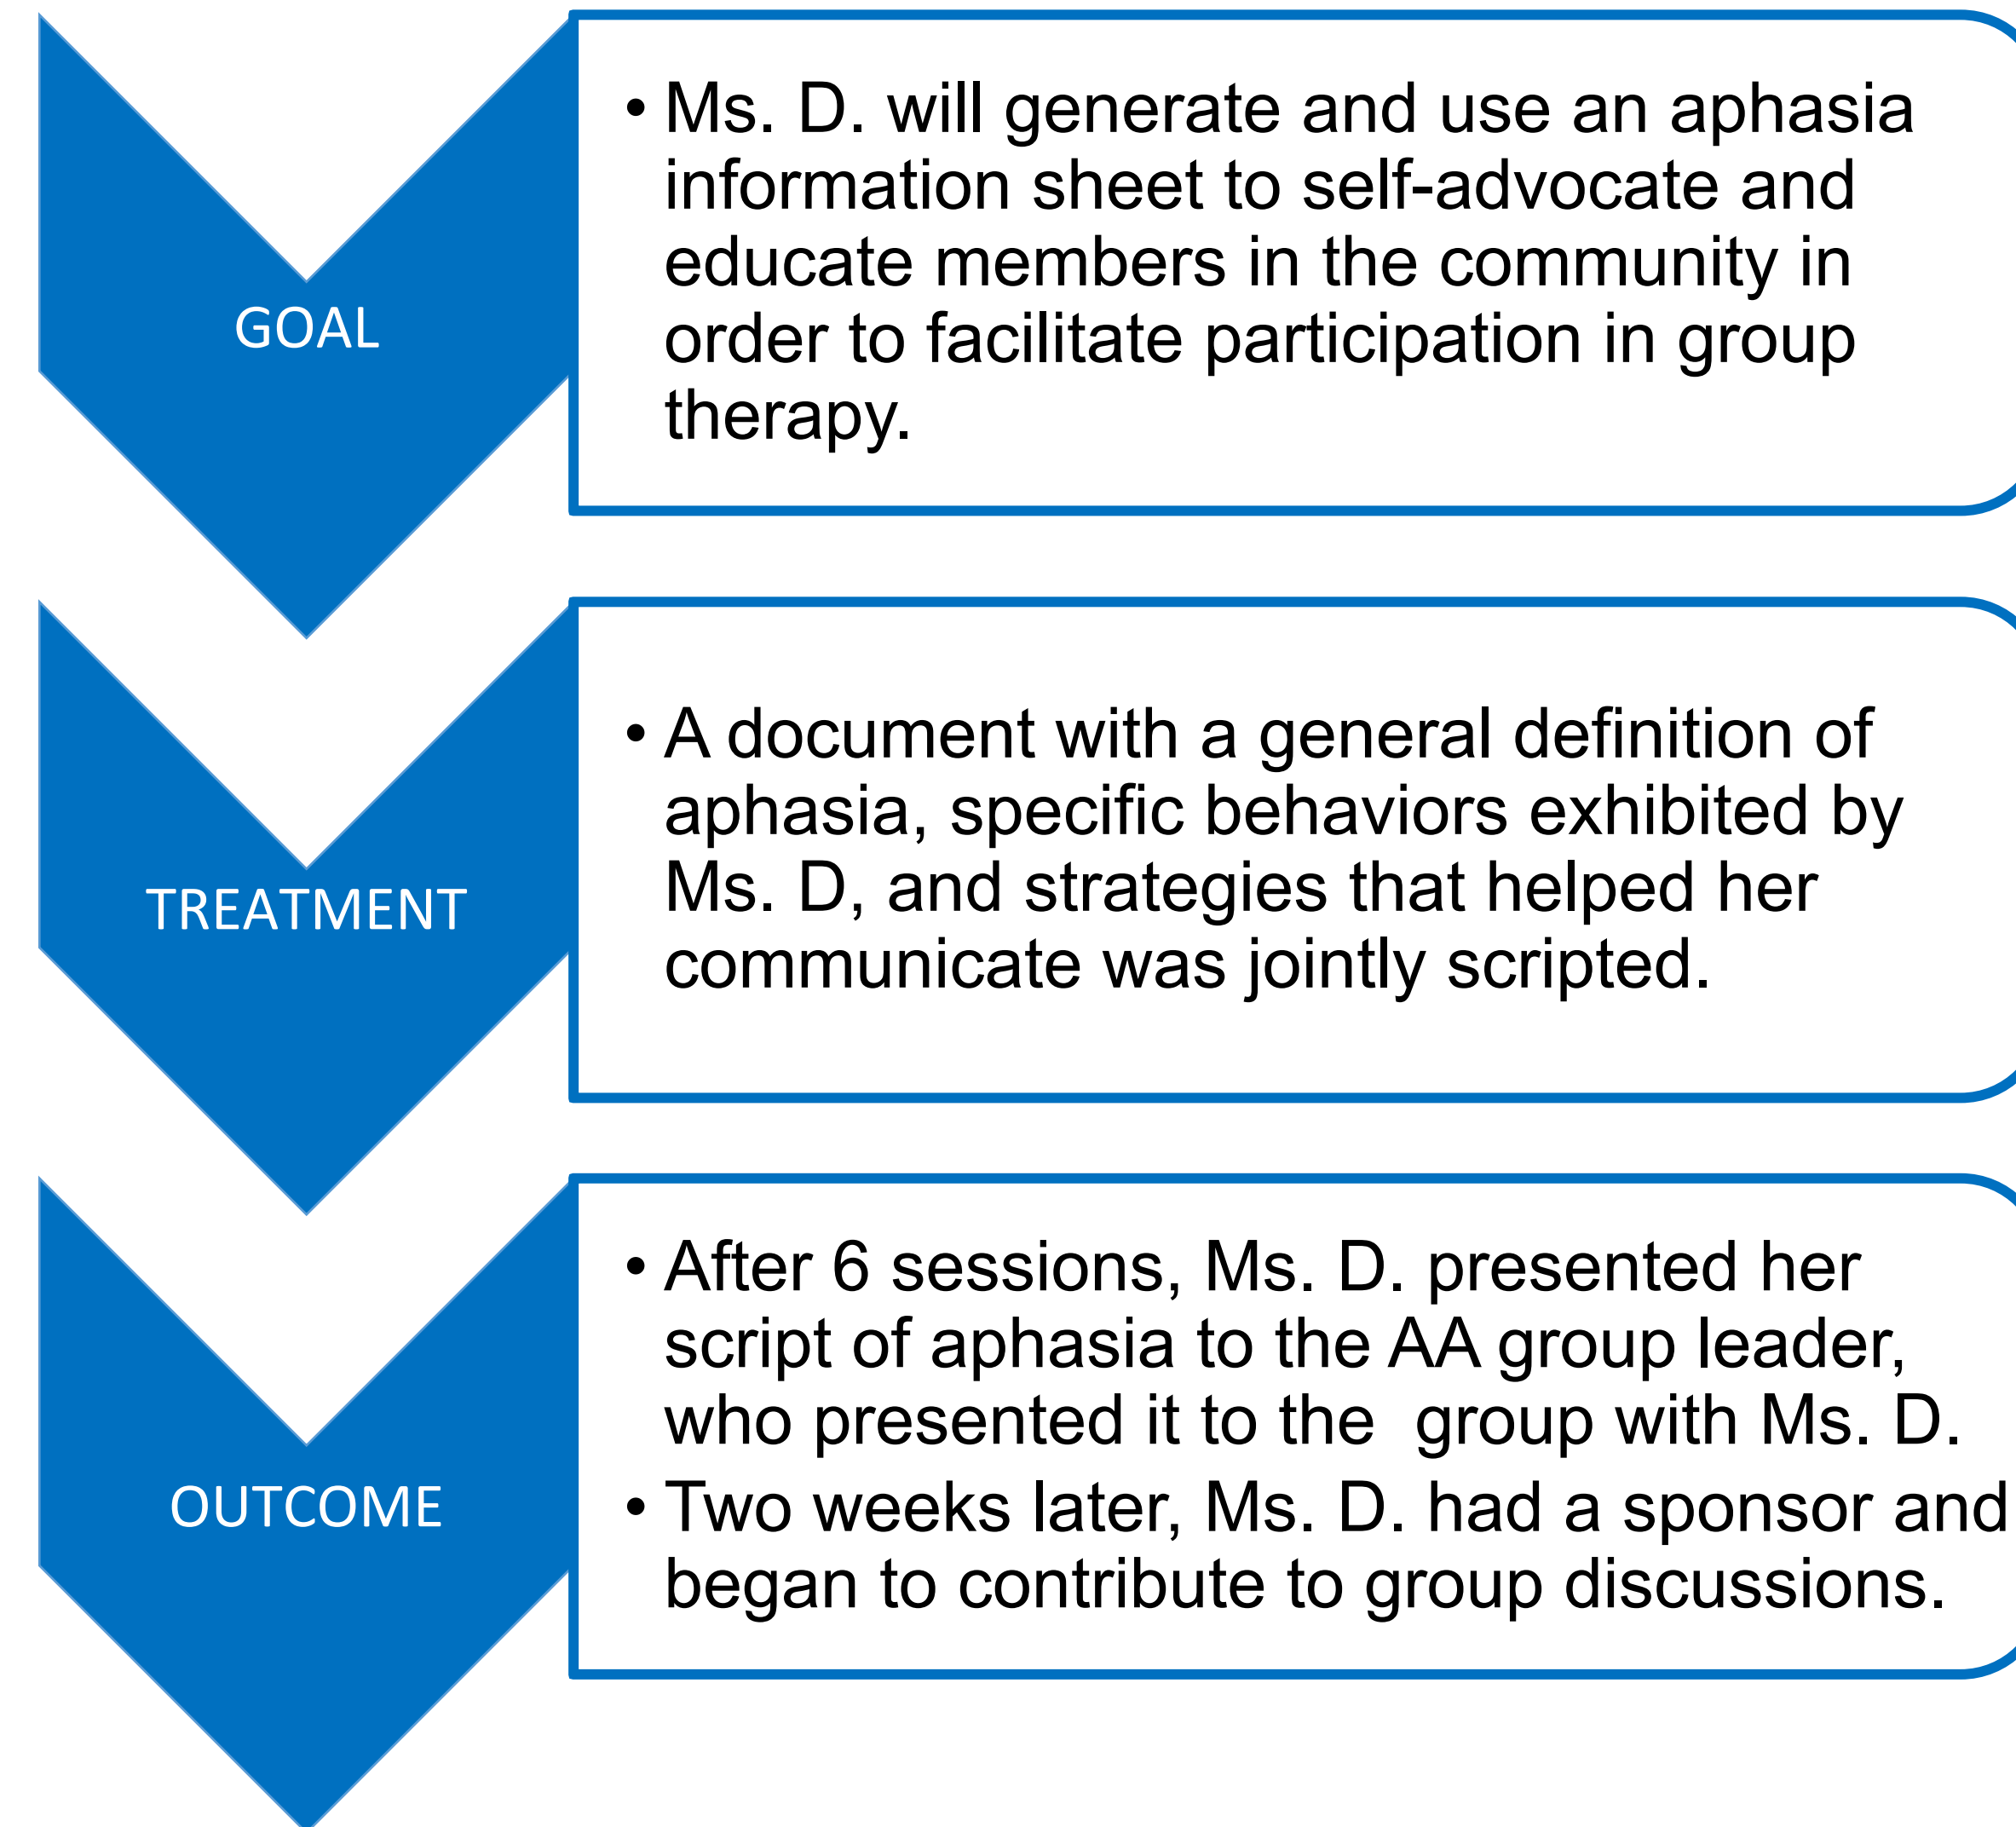 GOAL
• Ms. D. will generate and use an aphasia
information sheet to self-advocate and
educate members in the community in
order to facilitate participation in group
therapy.
TREATMENT
• A document with a general definition of
aphasia, specific behaviors exhibited by
Ms. D, and strategies that helped her
communicate was jointly scripted.
OUTCOME
• After 6 sessions, Ms. D. presented her
script of aphasia to the AA group leader,
who presented it to the  group with Ms. D.
• Two weeks later, Ms. D. had a sponsor and
began to contribute to group discussions.